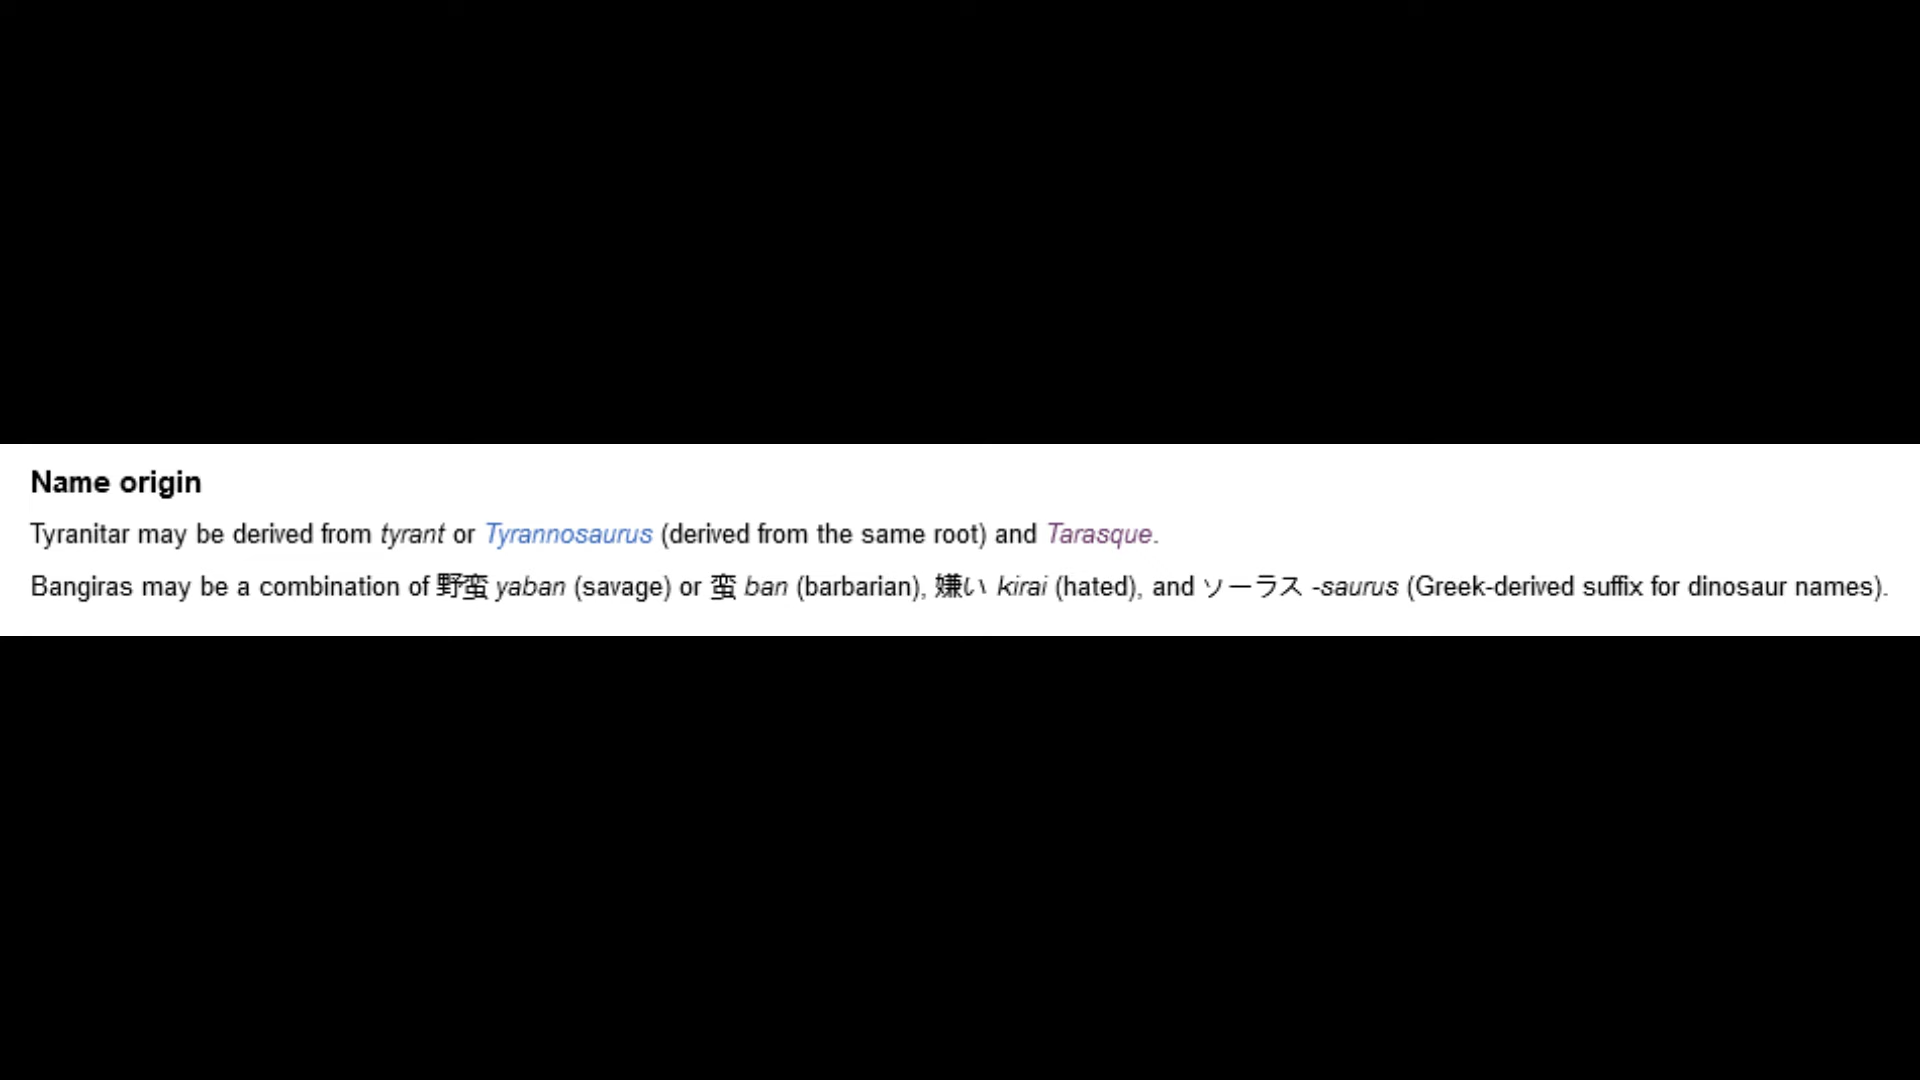 Name origin
Tyranitar may be derived from tyrant or Tyrannosaurus (derived from the same root) and Tarasque.
Bangiras may be a combination of 野蛮 yaban (savage) or 蛮 ban (barbarian), 嫌い kirai (hated), and ソーラス -saurus (Greek-derived suffix for dinosaur names).